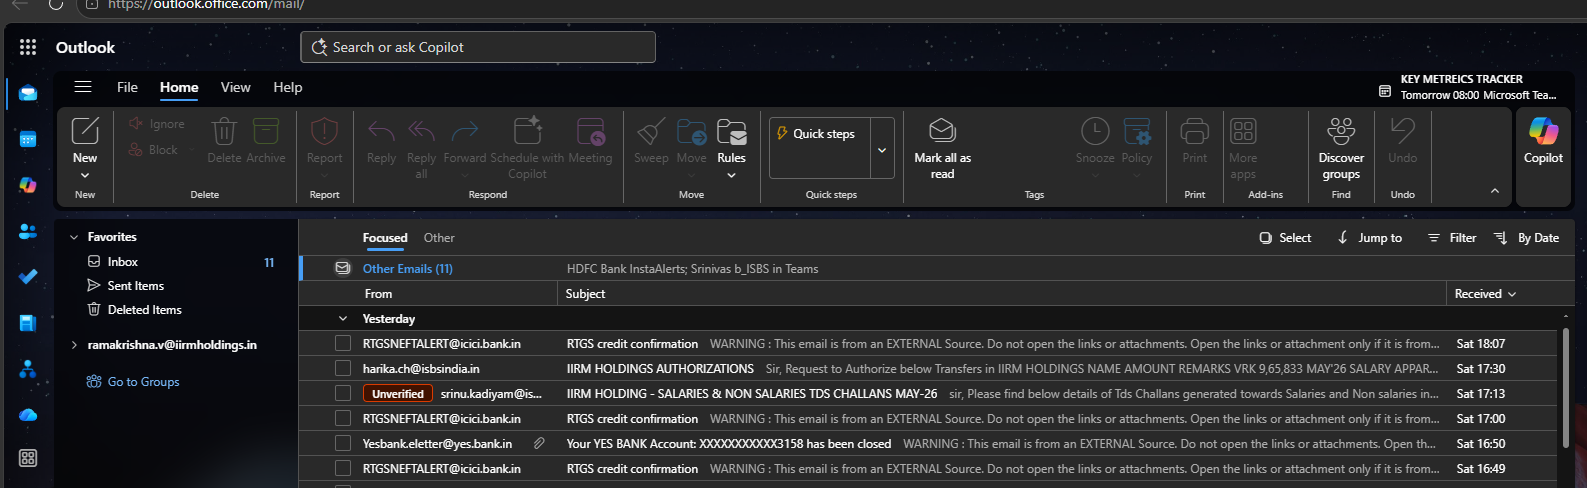 https://outlook.office.com/mail/
Outlook
Search or ask Copilot
File Home View Help
KEY METREICS TRACKER
Tomorrow 08:00 Microsoft Tea...
New
New
Ignore
Block
Delete Archive
Delete
Report
Report
Reply
Reply all
Forward
Schedule with Copilot
Meeting
Respond
Sweep
Move
Rules
Move
Quick steps
Quick steps
Mark all as read
Snooze
Policy
Tags
Print
Print
More apps
Add-ins
Discover groups
Find
Undo
Undo
Copilot
Favorites
Inbox 11
Sent Items
Deleted Items
ramakrishna.v@iirmholdings.in
Go to Groups
Focused Other
Select Jump to Filter By Date
Other Emails (11) HDFC Bank InstaAlerts; Srinivas b_ISBS in Teams
From Subject Received
Yesterday
RTGSNEFTALERT@icici.bank.in RTGS credit confirmation WARNING : This email is from an EXTERNAL Source. Do not open the links or attachments. Open the links or attachment only if it is from... Sat 18:07
harika.ch@isbsindia.in IIRM HOLDINGS AUTHORIZATIONS Sir, Request to Authorize below Transfers in IIRM HOLDINGS NAME AMOUNT REMARKS VRK 9,65,833 MAY'26 SALARY APPAR... Sat 17:30
Unverified srinu.kadiyam@is... IIRM HOLDING - SALARIES & NON SALARIES TDS CHALLANS MAY-26 sir, Please find below details of Tds Challans generated towards Salaries and Non salaries in... Sat 17:13
RTGSNEFTALERT@icici.bank.in RTGS credit confirmation WARNING : This email is from an EXTERNAL Source. Do not open the links or attachments. Open the links or attachment only if it is from... Sat 17:00
Yesbank.eletter@yes.bank.in Your YES BANK Account: XXXXXXXXXXX3158 has been closed WARNING : This email is from an EXTERNAL Source. Do not open the links or attachments. Open th... Sat 16:50
RTGSNEFTALERT@icici.bank.in RTGS credit confirmation WARNING : This email is from an EXTERNAL Source. Do not open the links or attachments. Open the links or attachment only if it is from... Sat 16:49